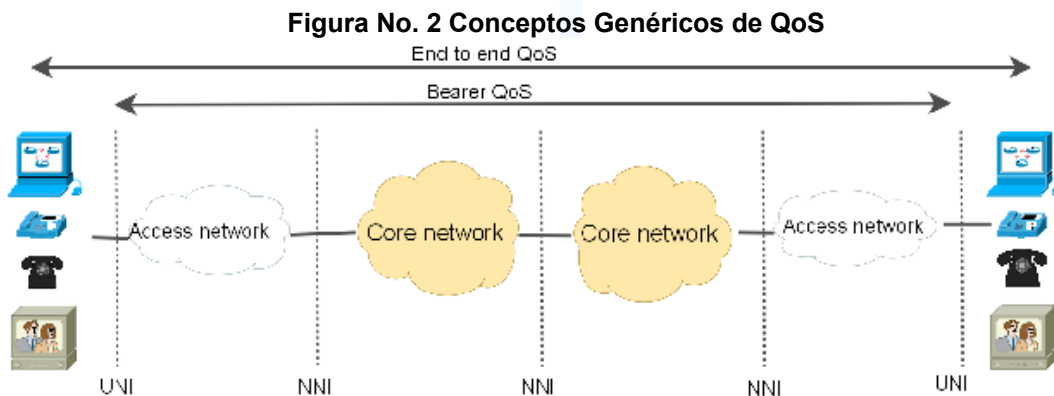 Figura No. 2 Conceptos Genéricos de QoS
End to end QoS
Bearer QoS
Access network
Core network
Core network
Access network
UNI
NNI
NNI
NNI
UNI